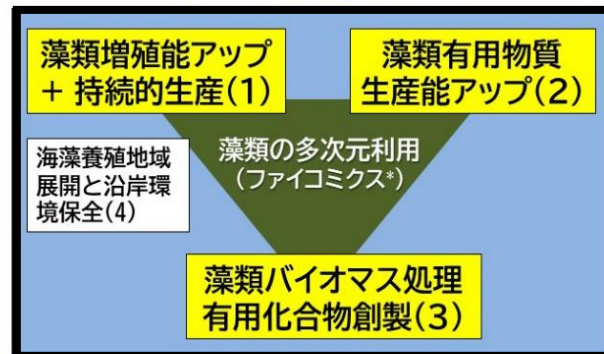 藻類増殖能アップ
+ 持続的生産(1)
藻類有用物質
生産能アップ(2)
海藻養殖地域
展開と沿岸環
境保全(4)
藻類の多次元利用
(ファイコミクス*)
藻類バイオマス処理
有用化合物創製(3)